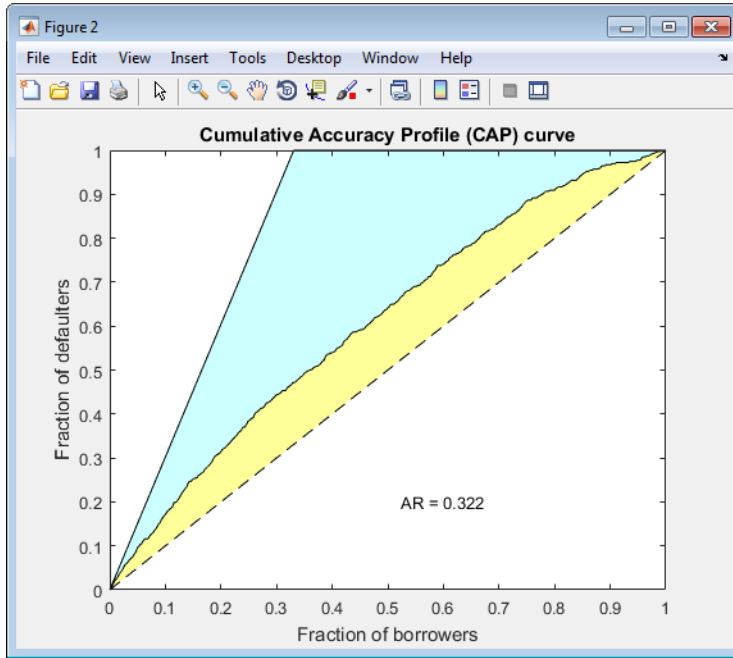 Figure 2
File Edit View Insert Tools Desktop Window Help
Cumulative Accuracy Profile (CAP) curve
1
0.9
0.8
0.7
0.6
0.5
0.4
0.3
0.2
0.1
0
Fraction of defaulters
AR = 0.322
0 0.1 0.2 0.3 0.4 0.5 0.6 0.7 0.8 0.9 1
Fraction of borrowers